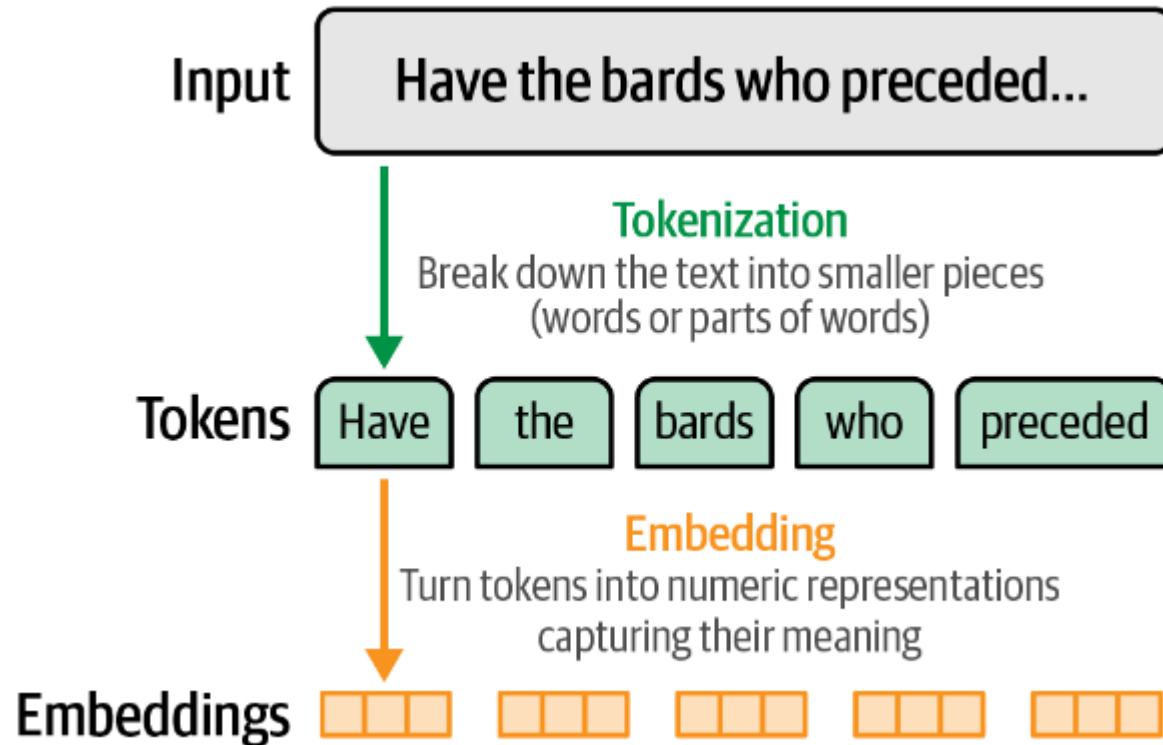 Input
Have the bards who preceded...
Tokenization
Break down the text into smaller pieces
(words or parts of words)
Tokens Have the bards who preceded
Embedding
Turn tokens into numeric representations
capturing their meaning
Embeddings